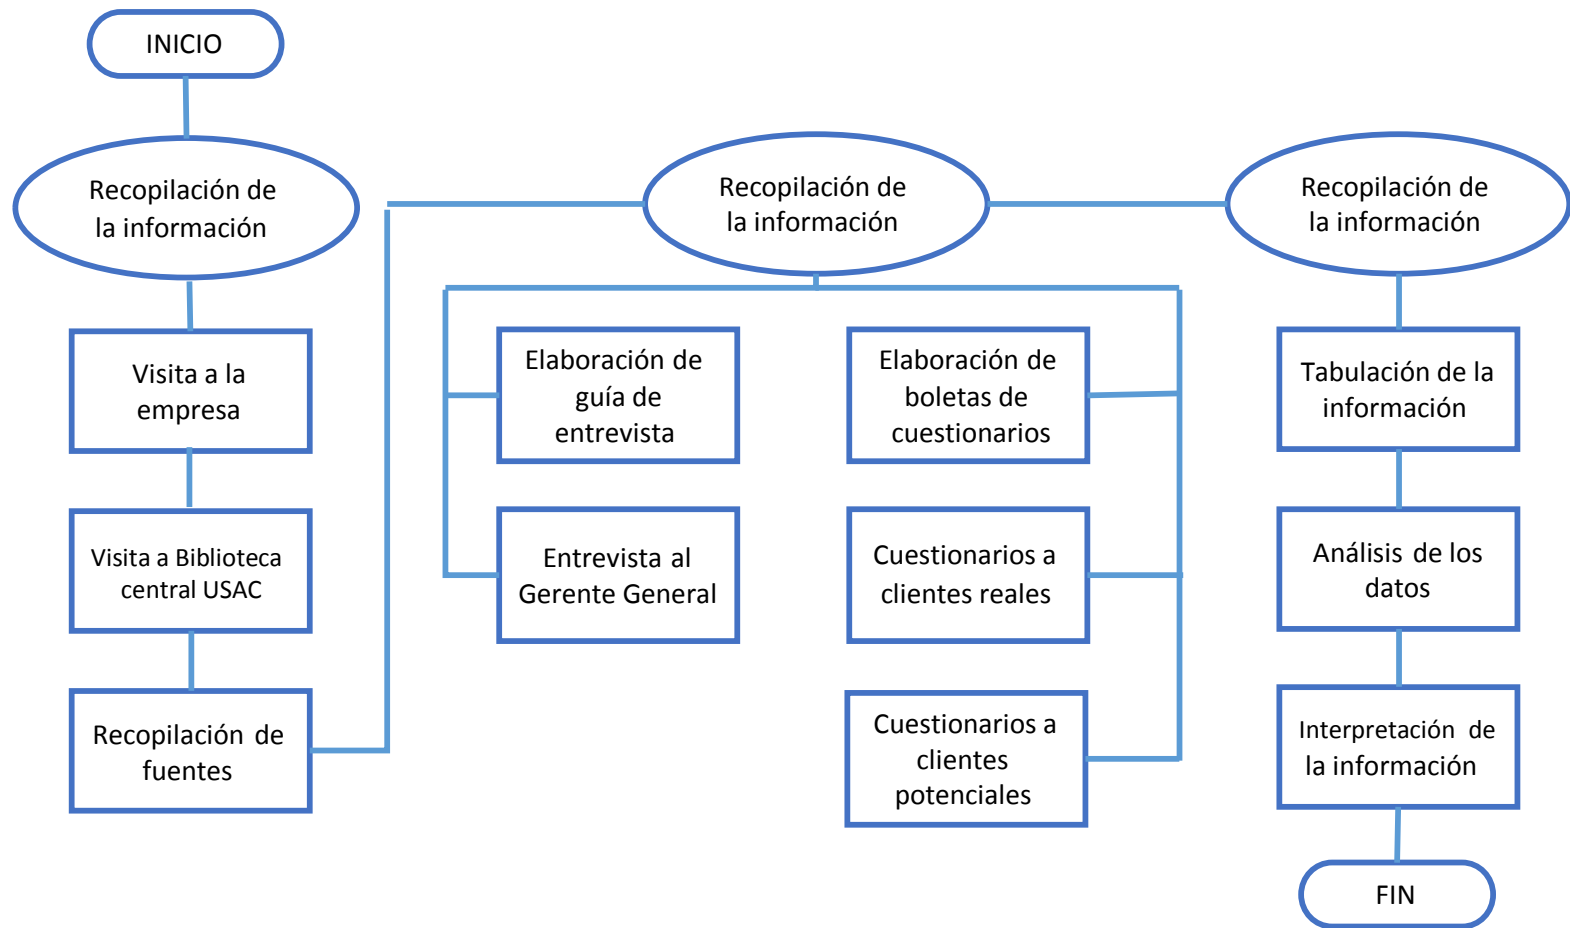 INICIO
Recopilación de
la información
Visita a la
empresa
Visita a Biblioteca
central USAC
Recopilación de
fuentes
Recopilación de
la información
Elaboración de
guía de
entrevista
Entrevista al
Gerente General
Elaboración de
boletas de
cuestionarios
Cuestionarios a
clientes reales
Cuestionarios a
clientes
potenciales
Recopilación de
la información
Tabulación de la
información
Análisis de los
datos
Interpretación de
la información
FIN